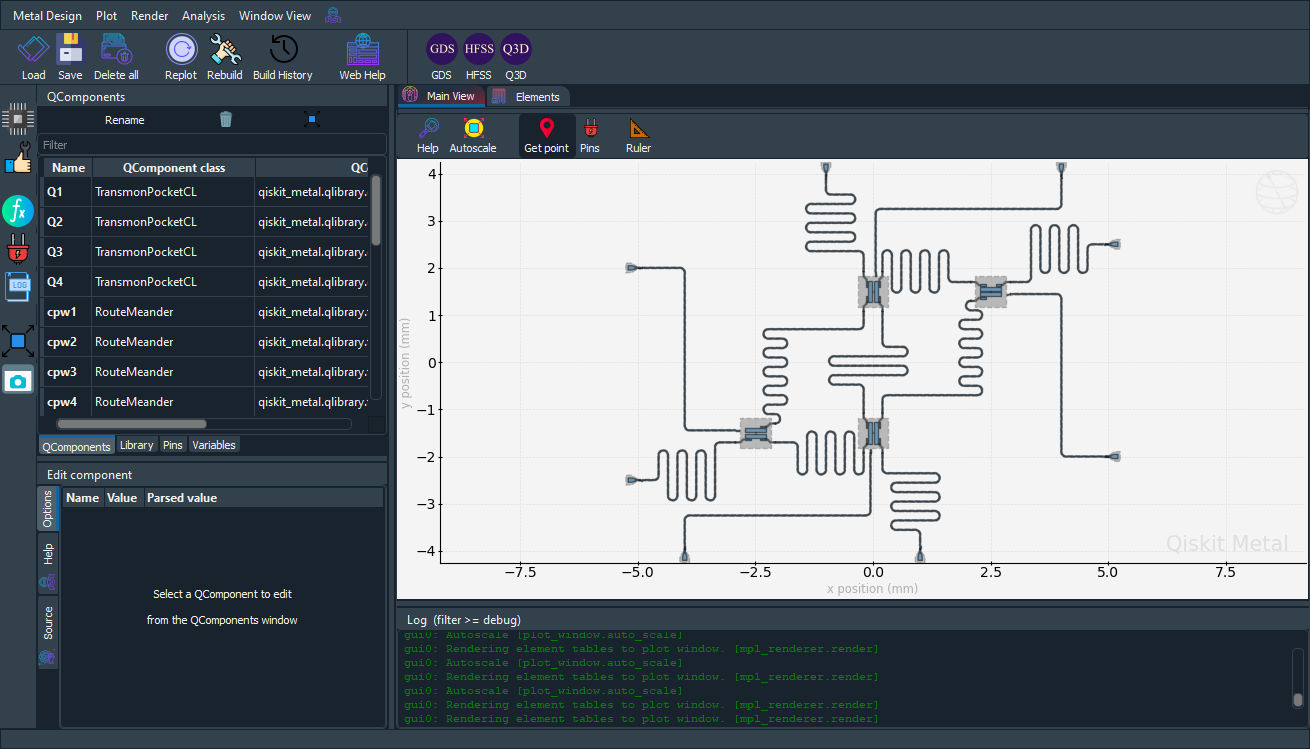 Metal Design Plot Render Analysis Window View
GDS HFSS Q3D
Load Save Delete all Replot Rebuild Build History Web Help GDS HFSS Q3D
QComponents
Rename
Filter
Name QComponent class QC
Q1 TransmonPocketCL qiskit_metal.qlibrary.
Q2 TransmonPocketCL qiskit_metal.qlibrary.
Q3 TransmonPocketCL qiskit_metal.qlibrary.
Q4 TransmonPocketCL qiskit_metal.qlibrary.
cpw1 RouteMeander qiskit_metal.qlibrary.
cpw2 RouteMeander qiskit_metal.qlibrary.
cpw3 RouteMeander qiskit_metal.qlibrary.
cpw4 RouteMeander qiskit_metal.qlibrary.
fx
LOG
QComponents Library Pins Variables
Edit component
Options
Help
Source
Name Value Parsed value
Select a QComponent to edit
from the QComponents window
Main View Elements
Help Autoscale Get point Pins Ruler
4
3
2
1
0
−1
−2
−3
−4
y position (mm)
−7.5 −5.0 −2.5 0.0 2.5 5.0 7.5
x position (mm)
Qiskit Metal
Log (filter >= debug)
gui0: Autoscale [plot_window.auto_scale]
gui0: Rendering element tables to plot window. [mpl_renderer.render]
gui0: Autoscale [plot_window.auto_scale]
gui0: Rendering element tables to plot window. [mpl_renderer.render]
gui0: Autoscale [plot_window.auto_scale]
gui0: Rendering element tables to plot window. [mpl_renderer.render]
gui0: Rendering element tables to plot window. [mpl_renderer.render]